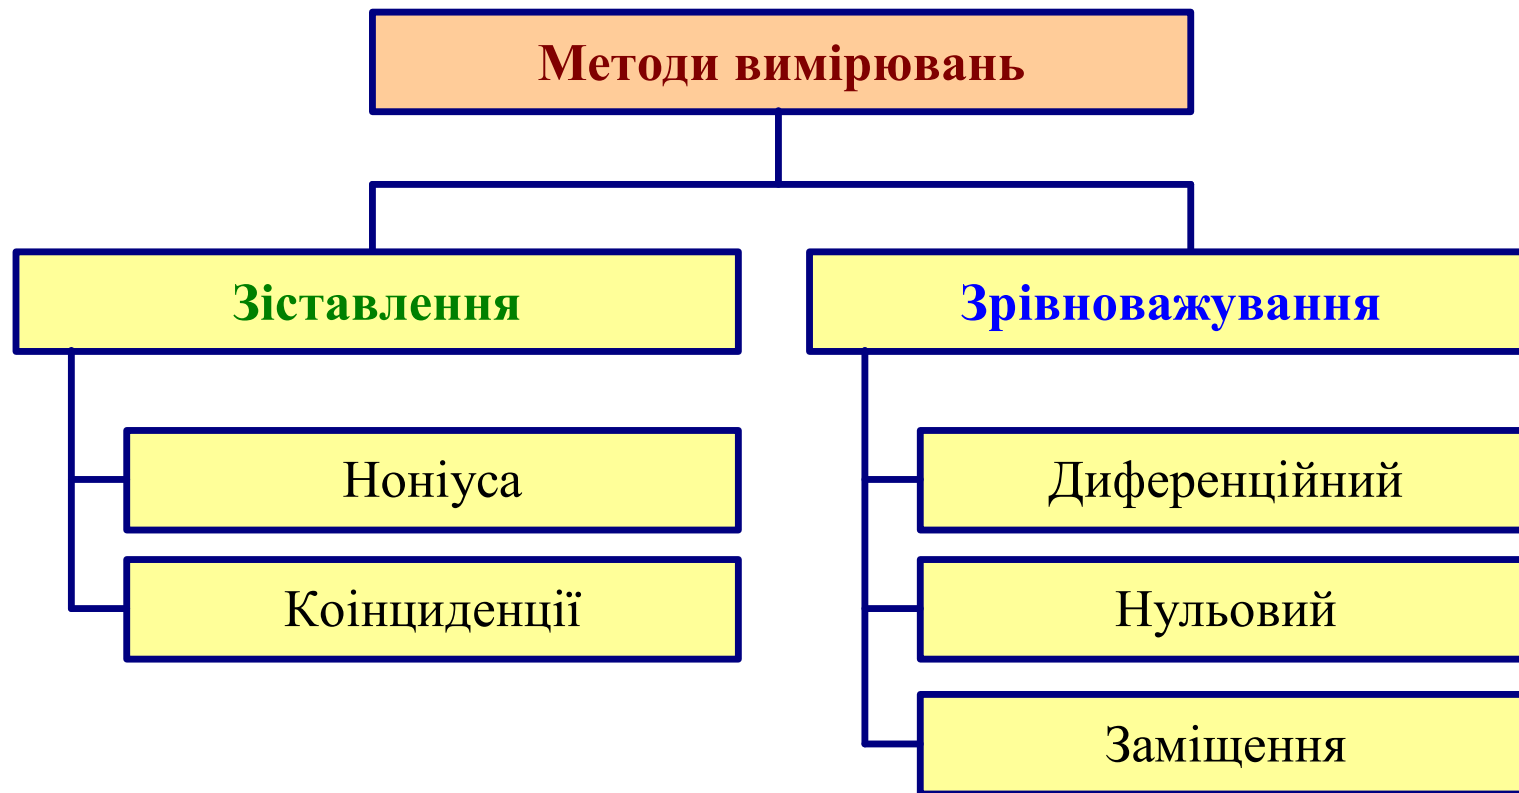 Методи вимірювань
Зіставлення
Ноніуса
Коінциденції
Зрівноважування
Диференційний
Нульовий
Заміщення